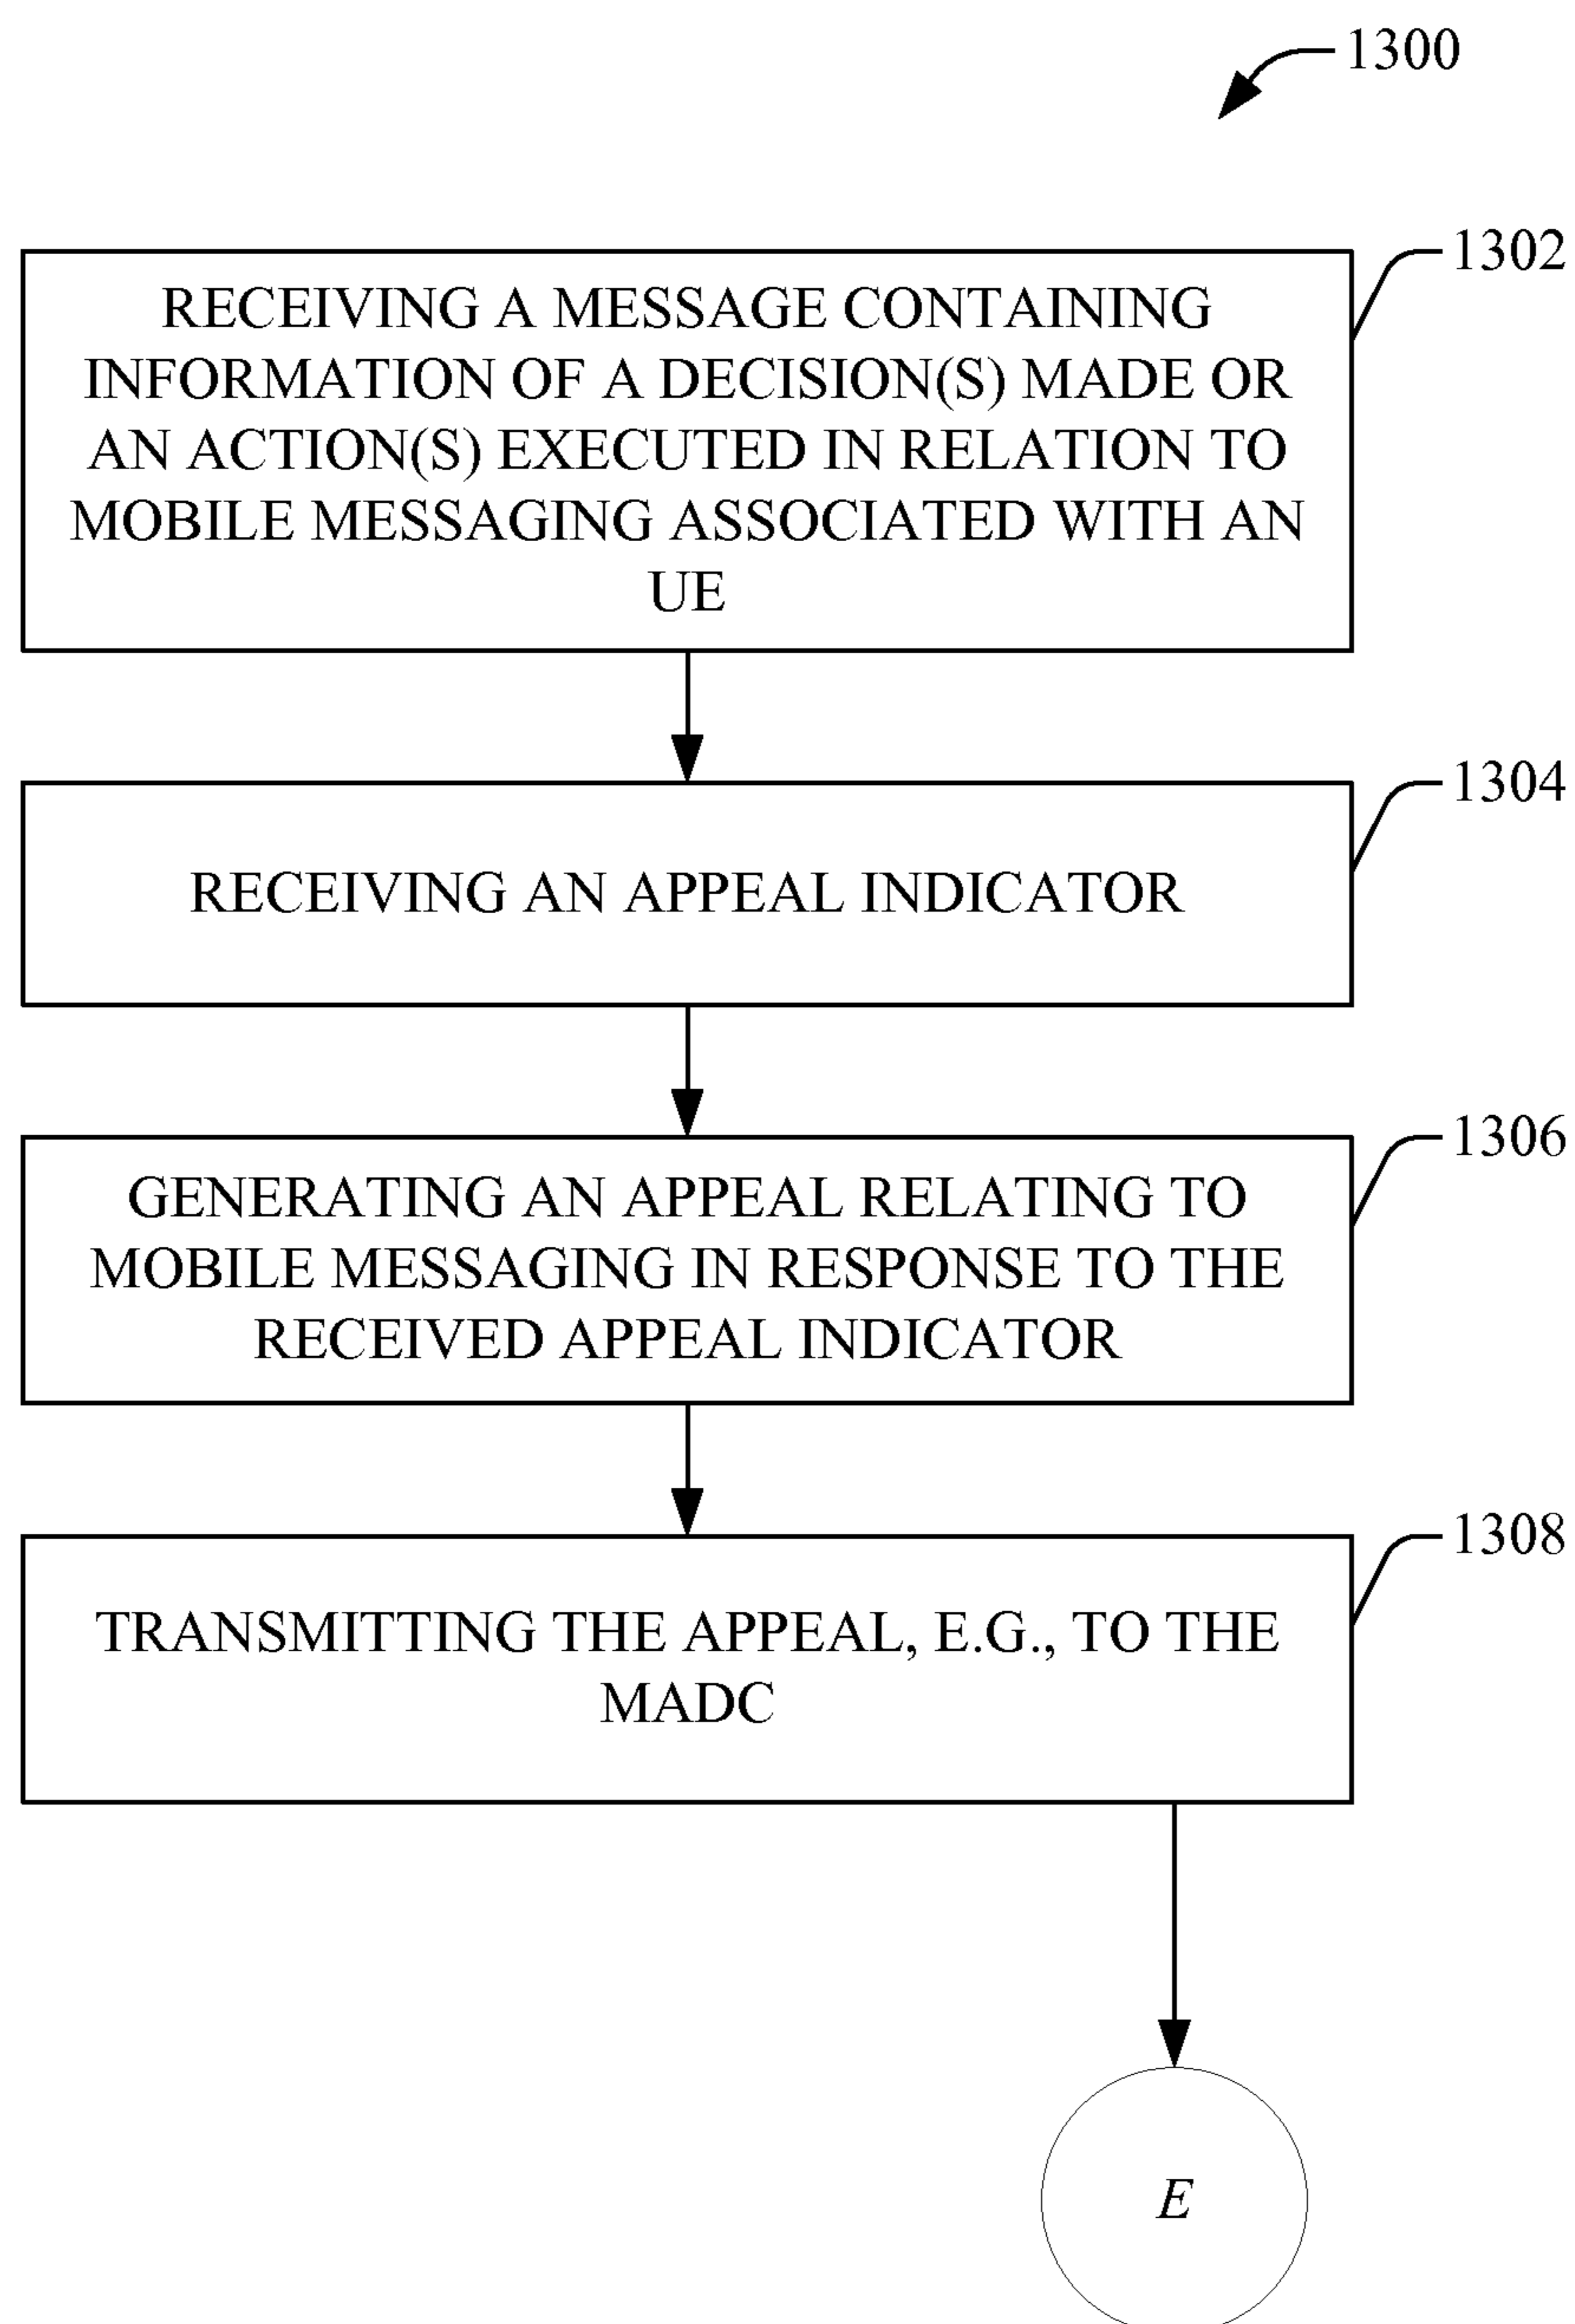 1300
1302
RECEIVING A MESSAGE CONTAINING
INFORMATION OF A DECISION(S) MADE OR
AN ACTION(S) EXECUTED IN RELATION TO
MOBILE MESSAGING ASSOCIATED WITH AN
UE
1304
RECEIVING AN APPEAL INDICATOR
1306
GENERATING AN APPEAL RELATING TO
MOBILE MESSAGING IN RESPONSE TO THE
RECEIVED APPEAL INDICATOR
1308
TRANSMITTING THE APPEAL, E.G., TO THE
MADC
E